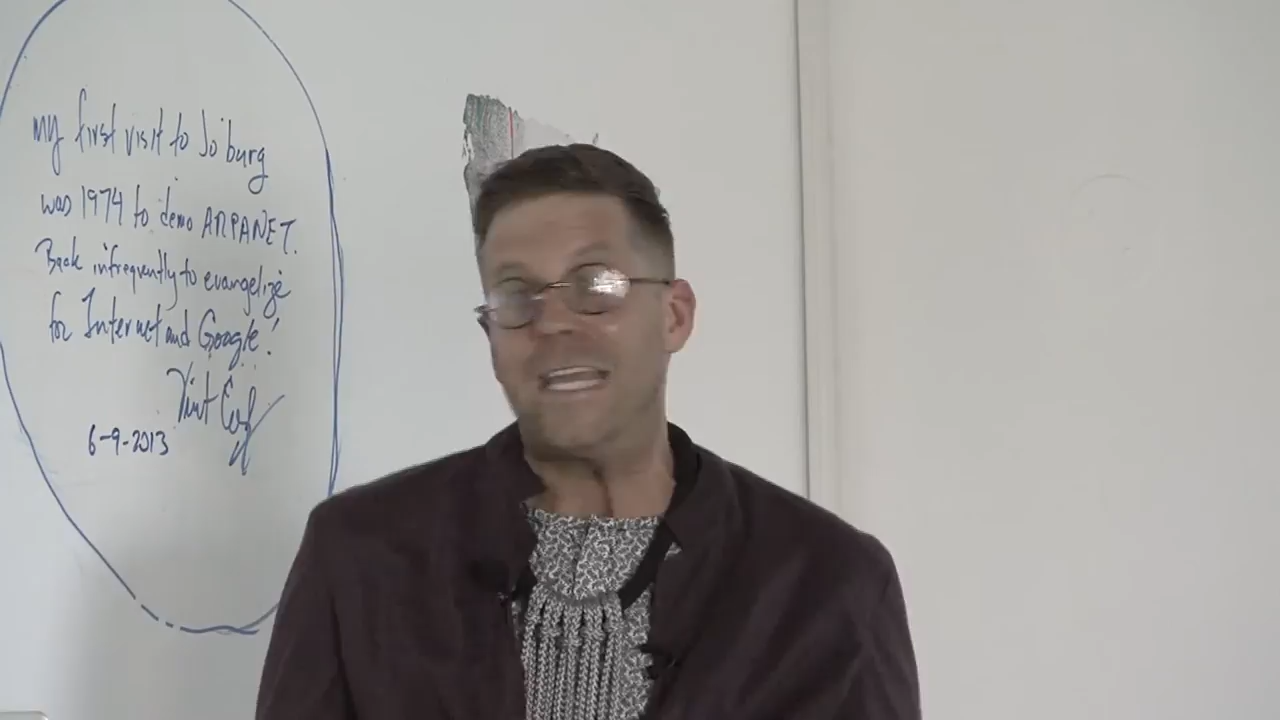 my first visit to Jo'burg
was 1974 to demo ARPANET.
Back infrequently to evangelize
for Internet and Google!
Vint Cerf
6-9-2013